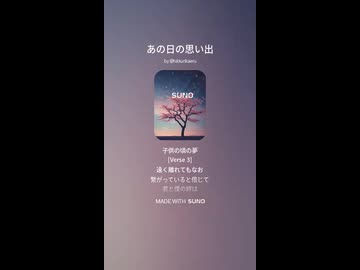 あの日の思い出
SUNO
子供の頃の夢
[Verse 3]
遠く離れてもなお
繋がっていると信じて
君と僕の絆は
MADE WITH SUNO